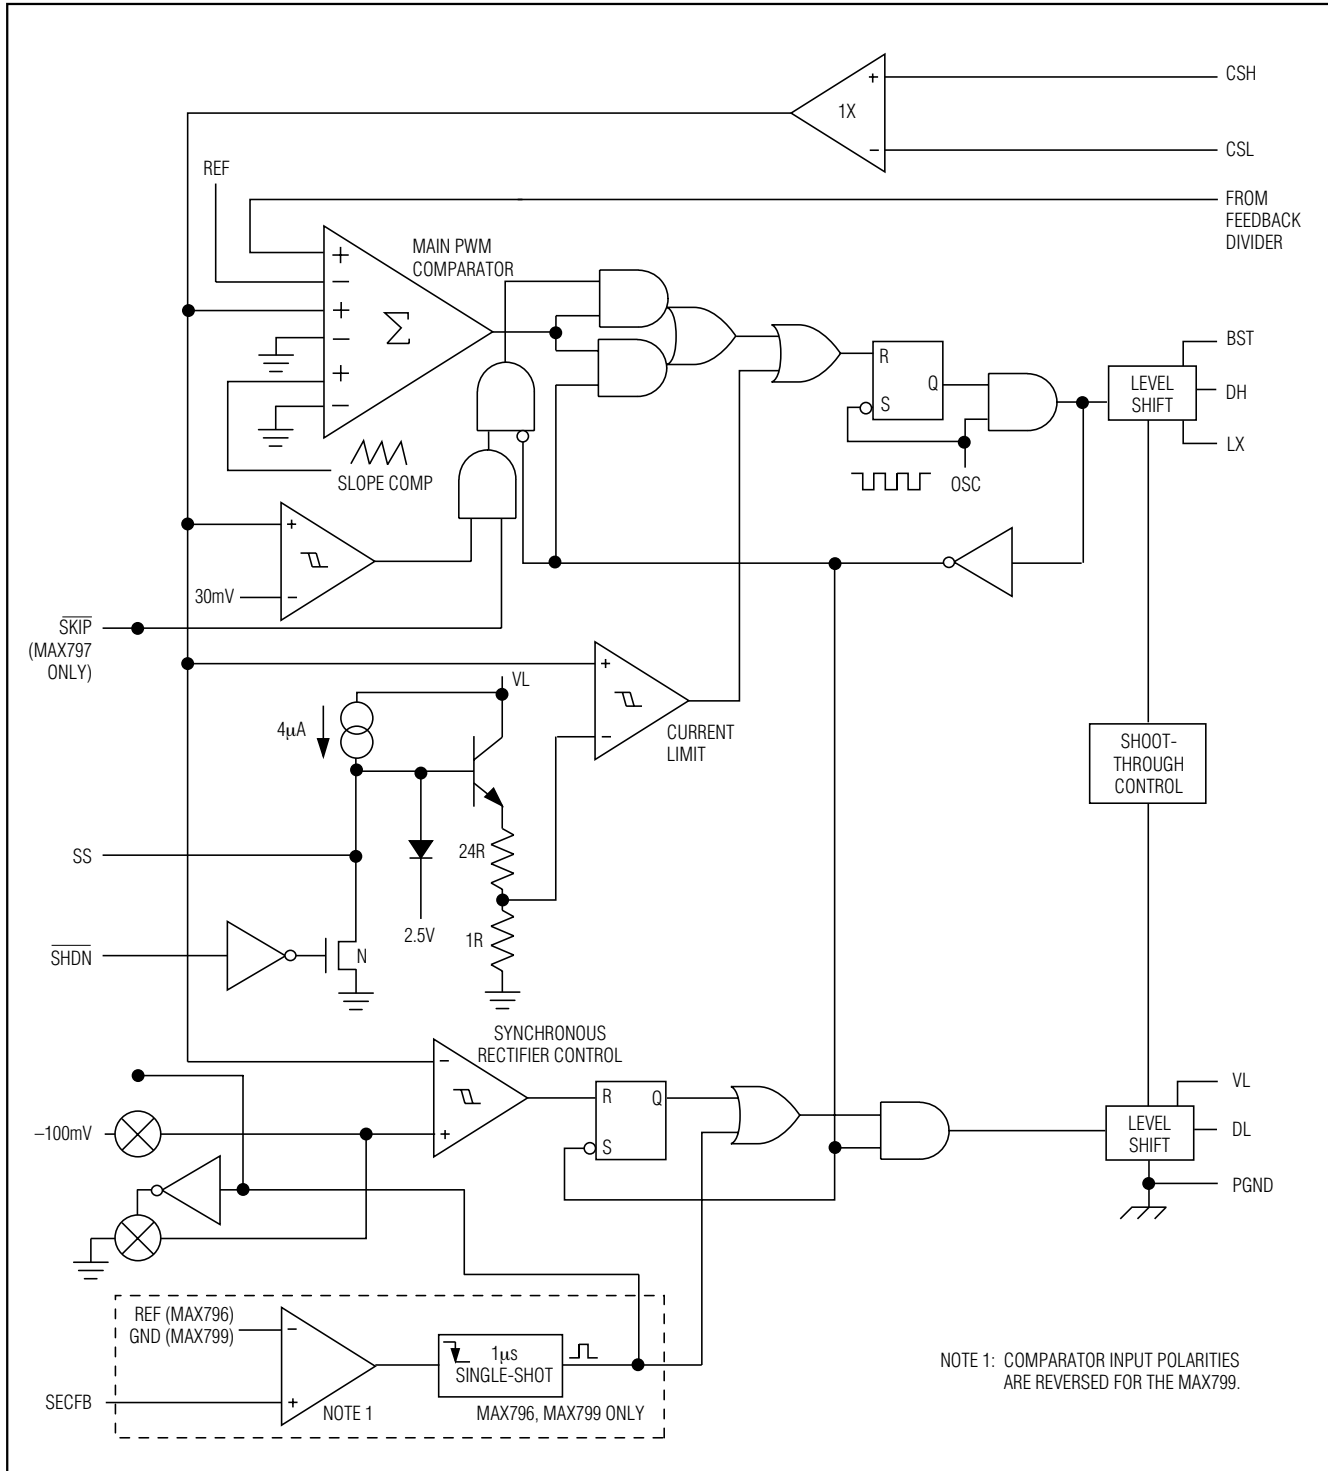 CSH
+
1X
−
CSL
REF
FROM
FEEDBACK
DIVIDER
MAIN PWM
COMPARATOR
+
−
+
Σ
−
+
−
BST
R
Q
LEVEL
SHIFT
DH
S
LX
SLOPE COMP
OSC
+
30mV
−
SKIP
(MAX797
ONLY)
+
VL
4µA
−
CURRENT
LIMIT
SHOOT-
THROUGH
CONTROL
24R
SS
2.5V
1R
SHDN
N
SYNCHRONOUS
RECTIFIER CONTROL
−
VL
R
Q
–100mV
+
LEVEL
SHIFT
DL
S
PGND
REF (MAX796)
GND (MAX799)
−
1µs
SINGLE-SHOT
NOTE 1: COMPARATOR INPUT POLARITIES
ARE REVERSED FOR THE MAX799.
SECFB
+
NOTE 1
MAX796, MAX799 ONLY